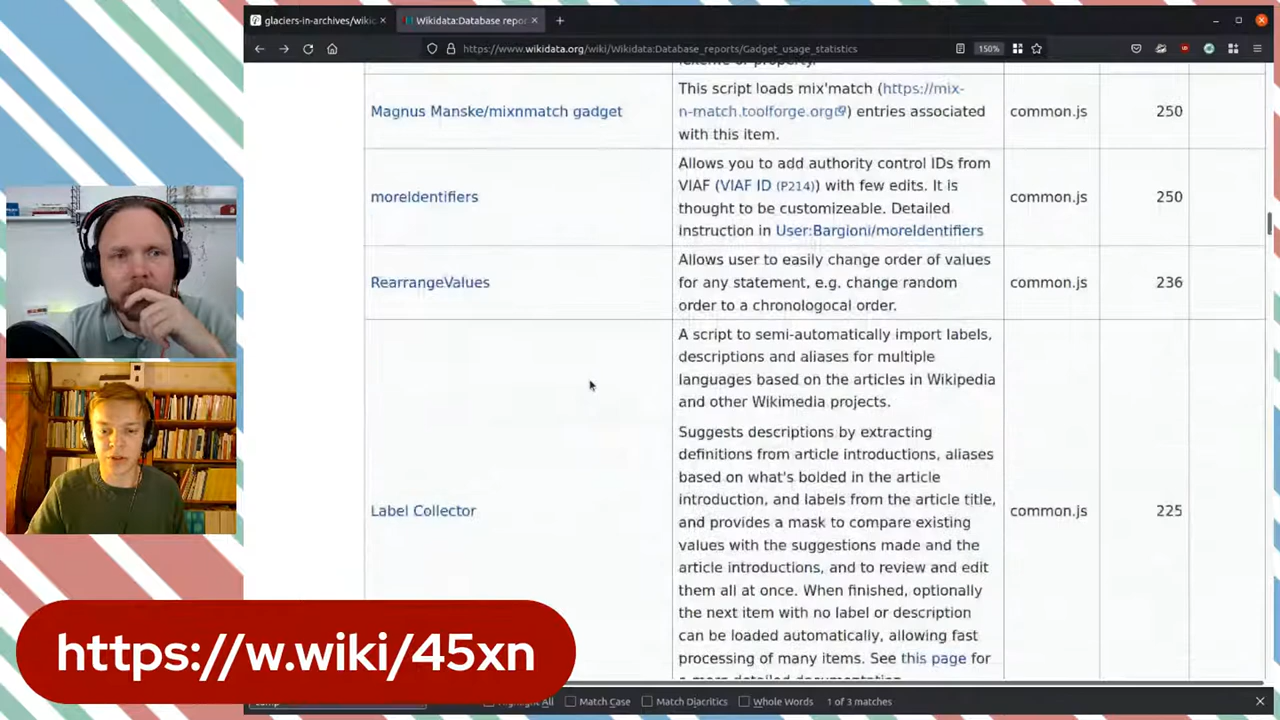 glaciers-in-archives/wikic
Wikidata:Database repor
https://www.wikidata.org/wiki/Wikidata:Database_reports/Gadget_usage_statistics
150%
Magnus Manske/mixnmatch gadget
This script loads mix'match (https://mix-
n-match.toolforge.org) entries associated
with this item.
common.js
250
moreIdentifiers
Allows you to add authority control IDs from
VIAF (VIAF ID (P214)) with few edits. It is
thought to be customizeable. Detailed
instruction in User:Bargioni/moreIdentifiers
common.js
250
RearrangeValues
Allows user to easily change order of values
for any statement, e.g. change random
order to a chronologocal order.
common.js
236
Label Collector
A script to semi-automatically import labels,
descriptions and aliases for multiple
languages based on the articles in Wikipedia
and other Wikimedia projects.
Suggests descriptions by extracting
definitions from article introductions, aliases
based on what's bolded in the article
introduction, and labels from the article title,
and provides a mask to compare existing
values with the suggestions made and the
article introductions, and to review and edit
them all at once. When finished, optionally
the next item with no label or description
can be loaded automatically, allowing fast
processing of many items. See this page for
common.js
225
https://w.wiki/45xn
Highlight All
Match Case
Match Diacritics
Whole Words
1 of 3 matches